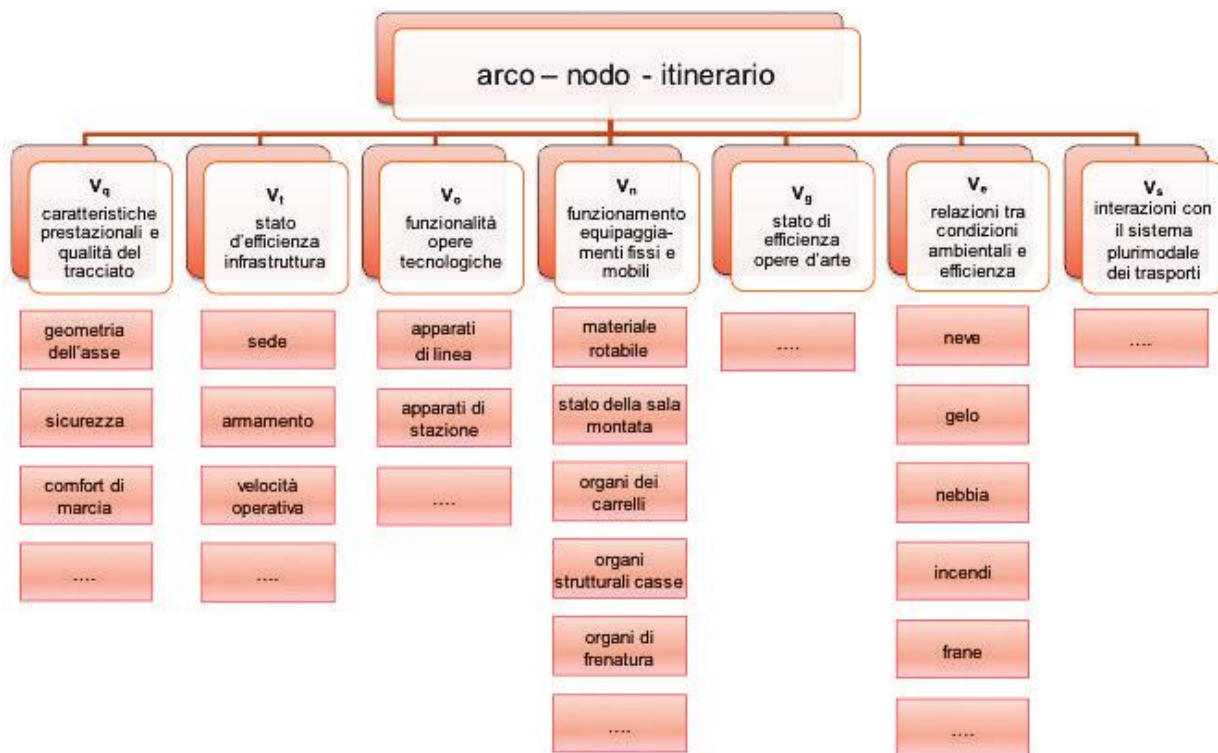 arco – nodo - itinerario
Vq
caratteristiche
prestazionali e
qualità del
tracciato
geometria
dell'asse
sicurezza
comfort di
marcia
....
Vt
stato
d'efficienza
infrastruttura
sede
armamento
velocità
operativa
....
Vo
funzionalità
opere
tecnologiche
apparati
di linea
apparati di
stazione
....
Vn
funzionamento
equipaggia-
menti fissi e
mobili
materiale
rotabile
stato della sala
montata
organi dei
carrelli
organi
strutturali casse
organi di
frenatura
....
Vg
stato di
efficienza
opere d'arte
....
Ve
relazioni tra
condizioni
ambientali e
efficienza
neve
gelo
nebbia
incendi
frane
....
Vs
interazioni con
il sistema
plurimodale
dei trasporti
....